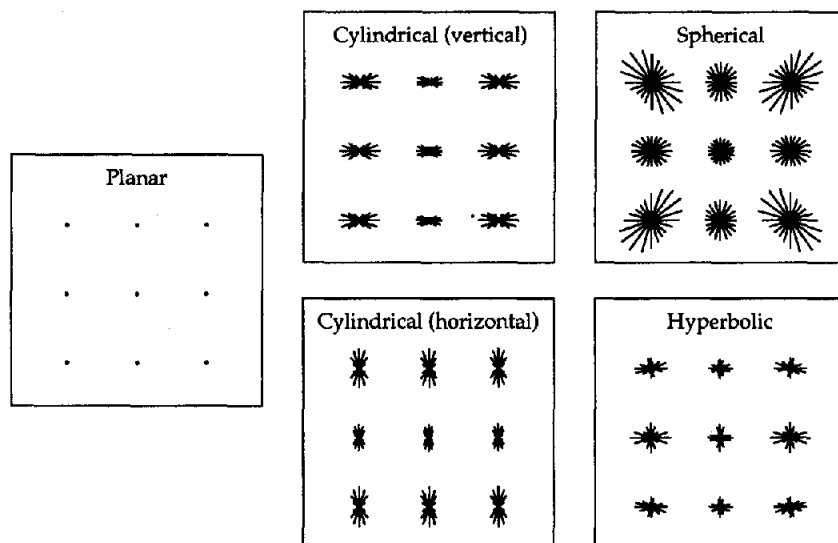 Cylindrical (vertical)
Spherical
Planar
Cylindrical (horizontal)
Hyperbolic